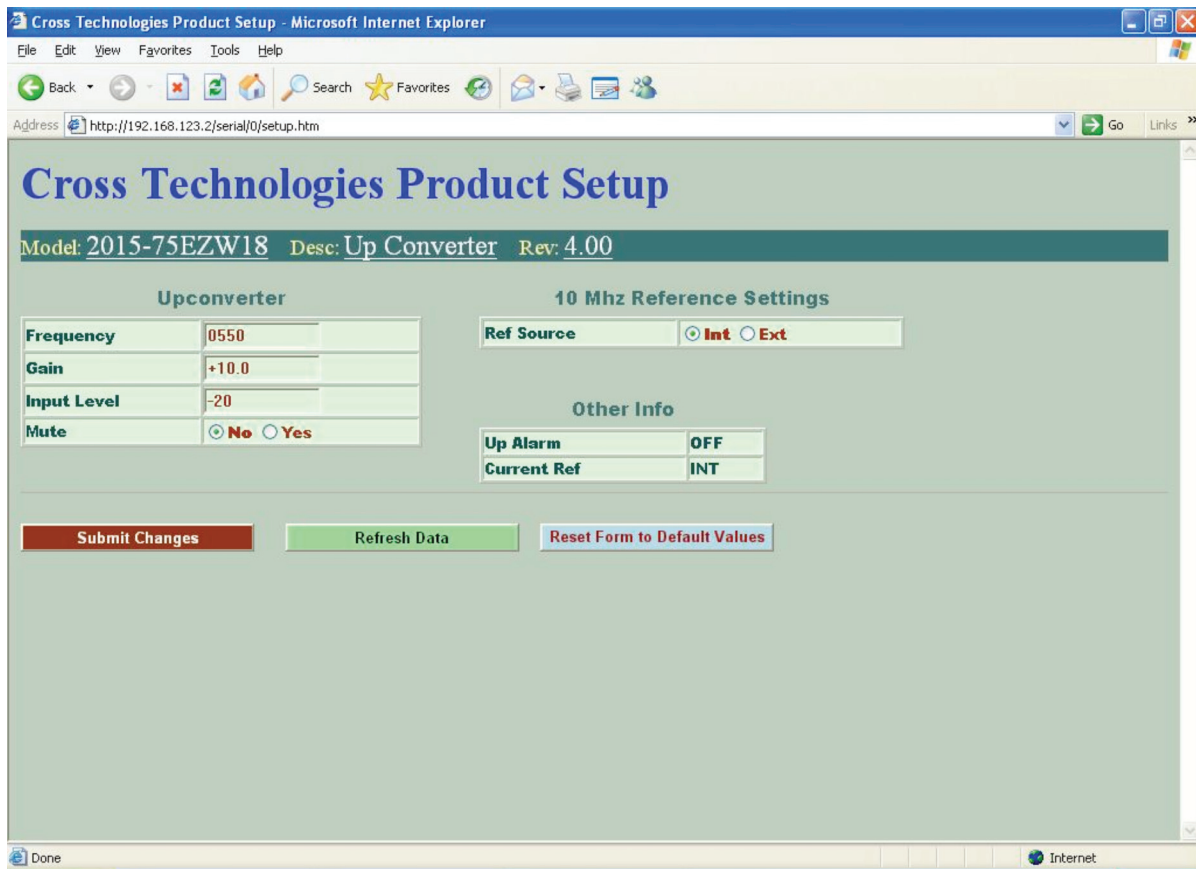 Cross Technologies Product Setup - Microsoft Internet Explorer
File Edit View Favorites Tools Help
Back Search Favorites
Address http://192.168.123.2/serial/0/setup.htm Go Links »
Cross Technologies Product Setup
Model: 2015-75EZW18 Desc: Up Converter Rev: 4.00
Upconverter
Frequency 0550
Gain +10.0
Input Level -20
Mute No Yes
10 Mhz Reference Settings
Ref Source Int Ext
Other Info
Up Alarm OFF
Current Ref INT
Submit Changes Refresh Data Reset Form to Default Values
Done Internet